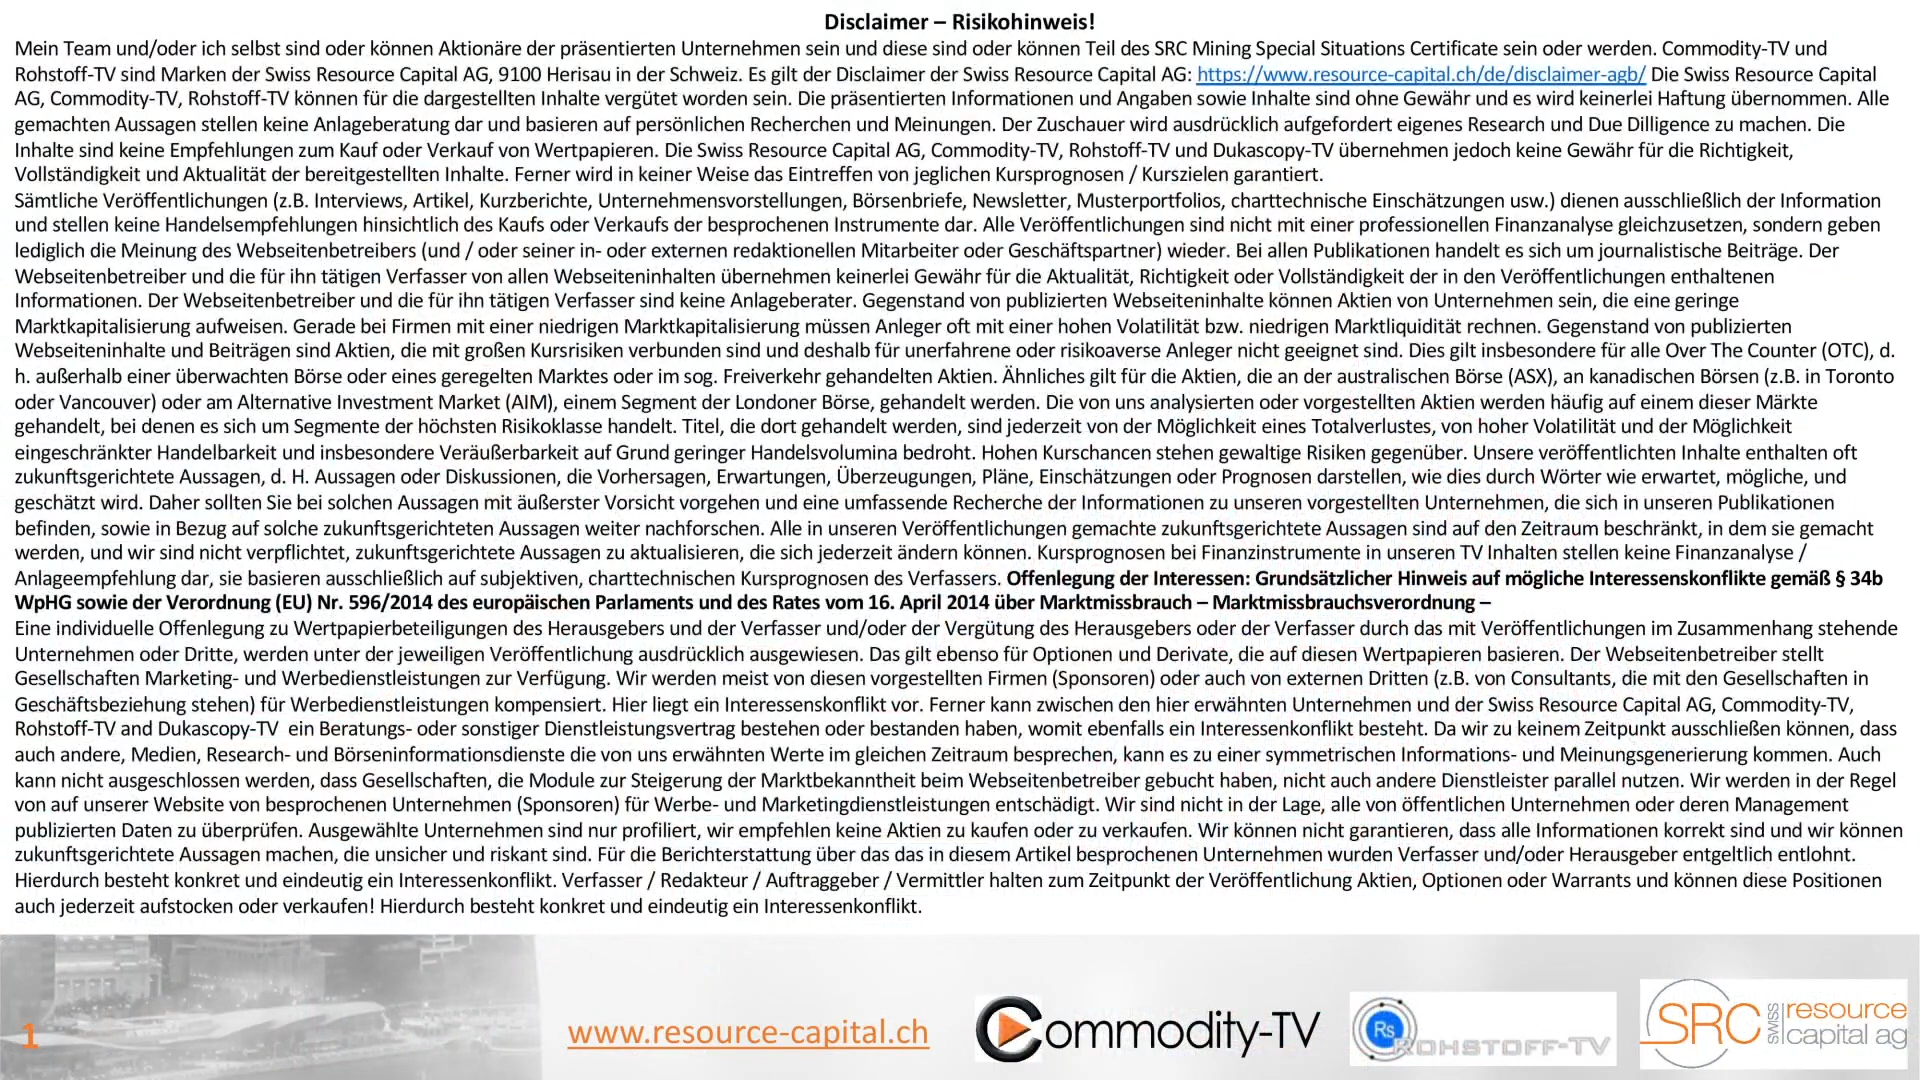 Disclaimer – Risikohinweis!
Mein Team und/oder ich selbst sind oder können Aktionäre der präsentierten Unternehmen sein und diese sind oder können Teil des SRC Mining Special Situations Certificate sein oder werden. Commodity-TV und
Rohstoff-TV sind Marken der Swiss Resource Capital AG, 9100 Herisau in der Schweiz. Es gilt der Disclaimer der Swiss Resource Capital AG: https://www.resource-capital.ch/de/disclaimer-agb/ Die Swiss Resource Capital
AG, Commodity-TV, Rohstoff-TV können für die dargestellten Inhalte vergütet worden sein. Die präsentierten Informationen und Angaben sowie Inhalte sind ohne Gewähr und es wird keinerlei Haftung übernommen. Alle
gemachten Aussagen stellen keine Anlageberatung dar und basieren auf persönlichen Recherchen und Meinungen. Der Zuschauer wird ausdrücklich aufgefordert eigenes Research und Due Dilligence zu machen. Die
Inhalte sind keine Empfehlungen zum Kauf oder Verkauf von Wertpapieren. Die Swiss Resource Capital AG, Commodity-TV, Rohstoff-TV und Dukascopy-TV übernehmen jedoch keine Gewähr für die Richtigkeit,
Vollständigkeit und Aktualität der bereitgestellten Inhalte. Ferner wird in keiner Weise das Eintreffen von jeglichen Kursprognosen / Kurszielen garantiert.
Sämtliche Veröffentlichungen (z.B. Interviews, Artikel, Kurzberichte, Unternehmensvorstellungen, Börsenbriefe, Newsletter, Musterportfolios, charttechnische Einschätzungen usw.) dienen ausschließlich der Information
und stellen keine Handelsempfehlungen hinsichtlich des Kaufs oder Verkaufs der besprochenen Instrumente dar. Alle Veröffentlichungen sind nicht mit einer professionellen Finanzanalyse gleichzusetzen, sondern geben
lediglich die Meinung des Webseitenbetreibers (und / oder seiner in- oder externen redaktionellen Mitarbeiter oder Geschäftspartner) wieder. Bei allen Publikationen handelt es sich um journalistische Beiträge. Der
Webseitenbetreiber und die für ihn tätigen Verfasser von allen Webseiteninhalten übernehmen keinerlei Gewähr für die Aktualität, Richtigkeit oder Vollständigkeit der in den Veröffentlichungen enthaltenen
Informationen. Der Webseitenbetreiber und die für ihn tätigen Verfasser sind keine Anlageberater. Gegenstand von publizierten Webseiteninhalte können Aktien von Unternehmen sein, die eine geringe
Marktkapitalisierung aufweisen. Gerade bei Firmen mit einer niedrigen Marktkapitalisierung müssen Anleger oft mit einer hohen Volatilität bzw. niedrigen Marktliquidität rechnen. Gegenstand von publizierten
Webseiteninhalte und Beiträgen sind Aktien, die mit großen Kursrisiken verbunden sind und deshalb für unerfahrene oder risikoaverse Anleger nicht geeignet sind. Dies gilt insbesondere für alle Over The Counter (OTC), d.
h. außerhalb einer überwachten Börse oder eines geregelten Marktes oder im sog. Freiverkehr gehandelten Aktien. Ähnliches gilt für die Aktien, die an der australischen Börse (ASX), an kanadischen Börsen (z.B. in Toronto
oder Vancouver) oder am Alternative Investment Market (AIM), einem Segment der Londoner Börse, gehandelt werden. Die von uns analysierten oder vorgestellten Aktien werden häufig auf einem dieser Märkte
gehandelt, bei denen es sich um Segmente der höchsten Risikoklasse handelt. Titel, die dort gehandelt werden, sind jederzeit von der Möglichkeit eines Totalverlustes, von hoher Volatilität und der Möglichkeit
eingeschränkter Handelbarkeit und insbesondere Veräußerbarkeit auf Grund geringer Handelsvolumina bedroht. Hohen Kurschancen stehen gewaltige Risiken gegenüber. Unsere veröffentlichten Inhalte enthalten oft
zukunftsgerichtete Aussagen, d. H. Aussagen oder Diskussionen, die Vorhersagen, Erwartungen, Überzeugungen, Pläne, Einschätzungen oder Prognosen darstellen, wie dies durch Wörter wie erwartet, mögliche, und
geschätzt wird. Daher sollten Sie bei solchen Aussagen mit äußerster Vorsicht vorgehen und eine umfassende Recherche der Informationen zu unseren vorgestellten Unternehmen, die sich in unseren Publikationen
befinden, sowie in Bezug auf solche zukunftsgerichteten Aussagen weiter nachforschen. Alle in unseren Veröffentlichungen gemachte zukunftsgerichtete Aussagen sind auf den Zeitraum beschränkt, in dem sie gemacht
werden, und wir sind nicht verpflichtet, zukunftsgerichtete Aussagen zu aktualisieren, die sich jederzeit ändern können. Kursprognosen bei Finanzinstrumente in unseren TV Inhalten stellen keine Finanzanalyse /
Anlageempfehlung dar, sie basieren ausschließlich auf subjektiven, charttechnischen Kursprognosen des Verfassers. Offenlegung der Interessen: Grundsätzlicher Hinweis auf mögliche Interessenskonflikte gemäß § 34b
WpHG sowie der Verordnung (EU) Nr. 596/2014 des europäischen Parlaments und des Rates vom 16. April 2014 über Marktmissbrauch – Marktmissbrauchsverordnung –
Eine individuelle Offenlegung zu Wertpapierbeteiligungen des Herausgebers und der Verfasser und/oder der Vergütung des Herausgebers oder der Verfasser durch das mit Veröffentlichungen im Zusammenhang stehende
Unternehmen oder Dritte, werden unter der jeweiligen Veröffentlichung ausdrücklich ausgewiesen. Das gilt ebenso für Optionen und Derivate, die auf diesen Wertpapieren basieren. Der Webseitenbetreiber stellt
Gesellschaften Marketing- und Werbedienstleistungen zur Verfügung. Wir werden meist von diesen vorgestellten Firmen (Sponsoren) oder auch von externen Dritten (z.B. von Consultants, die mit den Gesellschaften in
Geschäftsbeziehung stehen) für Werbedienstleistungen kompensiert. Hier liegt ein Interessenskonflikt vor. Ferner kann zwischen den hier erwähnten Unternehmen und der Swiss Resource Capital AG, Commodity-TV,
Rohstoff-TV and Dukascopy-TV ein Beratungs- oder sonstiger Dienstleistungsvertrag bestehen oder bestanden haben, womit ebenfalls ein Interessenkonflikt besteht. Da wir zu keinem Zeitpunkt ausschließen können, dass
auch andere, Medien, Research- und Börseninformationsdienste die von uns erwähnten Werte im gleichen Zeitraum besprechen, kann es zu einer symmetrischen Informations- und Meinungsgenerierung kommen. Auch
kann nicht ausgeschlossen werden, dass Gesellschaften, die Module zur Steigerung der Marktbekanntheit beim Webseitenbetreiber gebucht haben, nicht auch andere Dienstleister parallel nutzen. Wir werden in der Regel
von auf unserer Website von besprochenen Unternehmen (Sponsoren) für Werbe- und Marketingdienstleistungen entschädigt. Wir sind nicht in der Lage, alle von öffentlichen Unternehmen oder deren Management
publizierten Daten zu überprüfen. Ausgewählte Unternehmen sind nur profiliert, wir empfehlen keine Aktien zu kaufen oder zu verkaufen. Wir können nicht garantieren, dass alle Informationen korrekt sind und wir können
zukunftsgerichtete Aussagen machen, die unsicher und riskant sind. Für die Berichterstattung über das das in diesem Artikel besprochenen Unternehmen wurden Verfasser und/oder Herausgeber entgeltlich entlohnt.
Hierdurch besteht konkret und eindeutig ein Interessenkonflikt. Verfasser / Redakteur / Auftraggeber / Vermittler halten zum Zeitpunkt der Veröffentlichung Aktien, Optionen oder Warrants und können diese Positionen
auch jederzeit aufstocken oder verkaufen! Hierdurch besteht konkret und eindeutig ein Interessenkonflikt.
1
www.resource-capital.ch
Commodity-TV
Rs ROHSTOFF-TV
SRC swiss resource capital ag